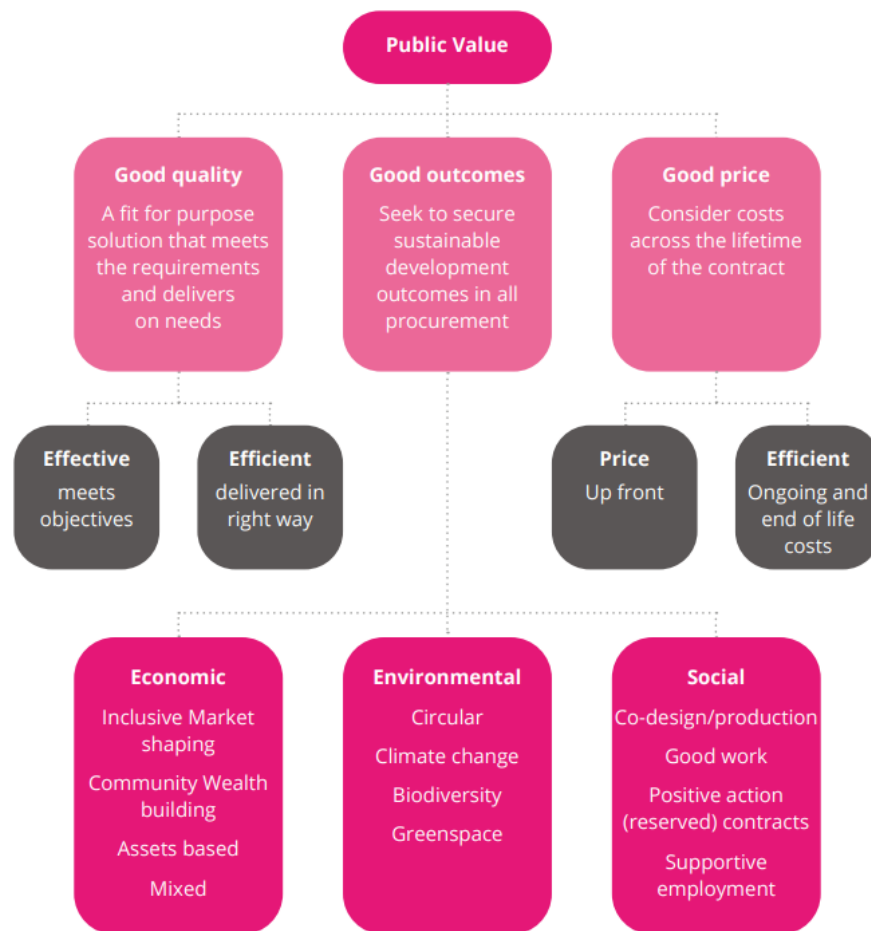 Public Value
Good quality
A fit for purpose
solution that meets
the requirements
and delivers
on needs
Good outcomes
Seek to secure
sustainable
development
outcomes in all
procurement
Good price
Consider costs
across the lifetime
of the contract
Effective
meets
objectives
Efficient
delivered in
right way
Price
Up front
Efficient
Ongoing and
end of life
costs
Economic
Inclusive Market
shaping
Community Wealth
building
Assets based
Mixed
Environmental
Circular
Climate change
Biodiversity
Greenspace
Social
Co-design/production
Good work
Positive action
(reserved) contracts
Supportive
employment